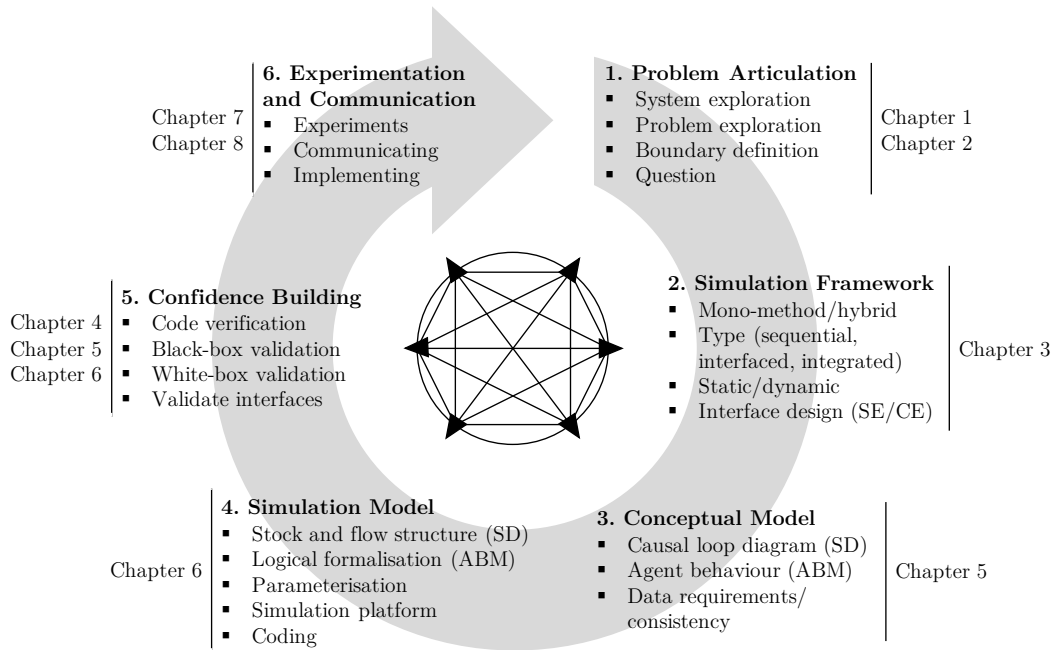 6. Experimentation
and Communication
▪ Experiments
▪ Communicating
▪ Implementing
Chapter 7
Chapter 8
1. Problem Articulation
▪ System exploration
▪ Problem exploration
▪ Boundary definition
▪ Question
Chapter 1
Chapter 2
5. Confidence Building
▪ Code verification
▪ Black-box validation
▪ White-box validation
▪ Validate interfaces
Chapter 4
Chapter 5
Chapter 6
2. Simulation Framework
▪ Mono-method/hybrid
▪ Type (sequential,
interfaced, integrated)
▪ Static/dynamic
▪ Interface design (SE/CE)
Chapter 3
4. Simulation Model
▪ Stock and flow structure (SD)
▪ Logical formalisation (ABM)
▪ Parameterisation
▪ Simulation platform
▪ Coding
Chapter 6
3. Conceptual Model
▪ Causal loop diagram (SD)
▪ Agent behaviour (ABM)
▪ Data requirements/
consistency
Chapter 5